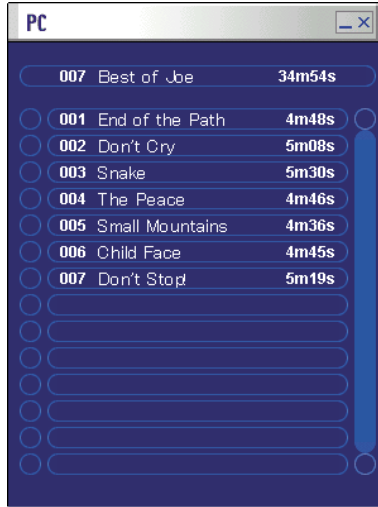 PC
007 Best of Joe 34m54s
001 End of the Path 4m48s
002 Don't Cry 5m08s
003 Snake 5m30s
004 The Peace 4m46s
005 Small Mountains 4m36s
006 Child Face 4m45s
007 Don't Stop! 5m19s